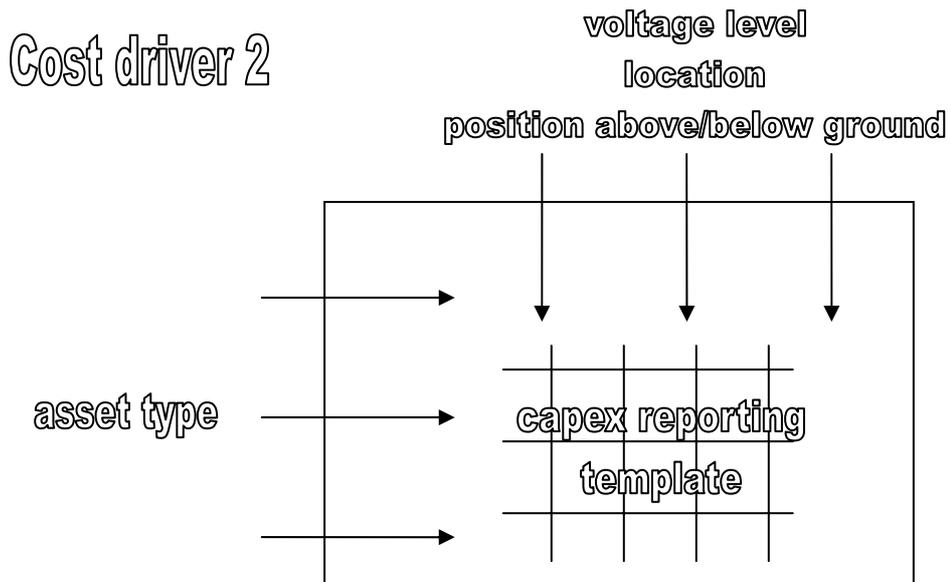 Cost driver 2
voltage level
location
position above/below ground
asset type
capex reporting
template